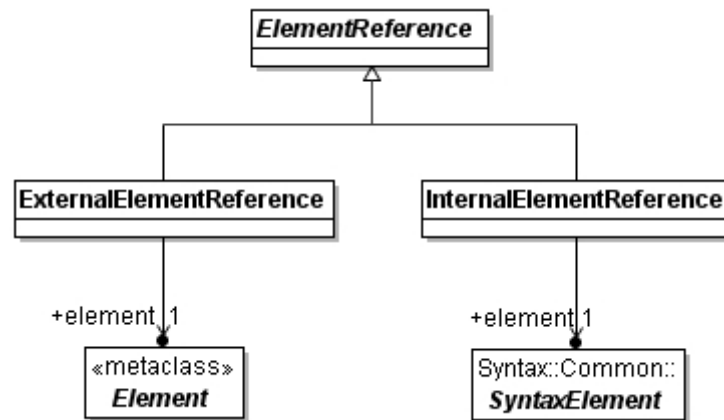 ElementReference
ExternalElementReference
InternalElementReference
+element 1
+element 1
«metaclass»
Element
Syntax::Common::
SyntaxElement